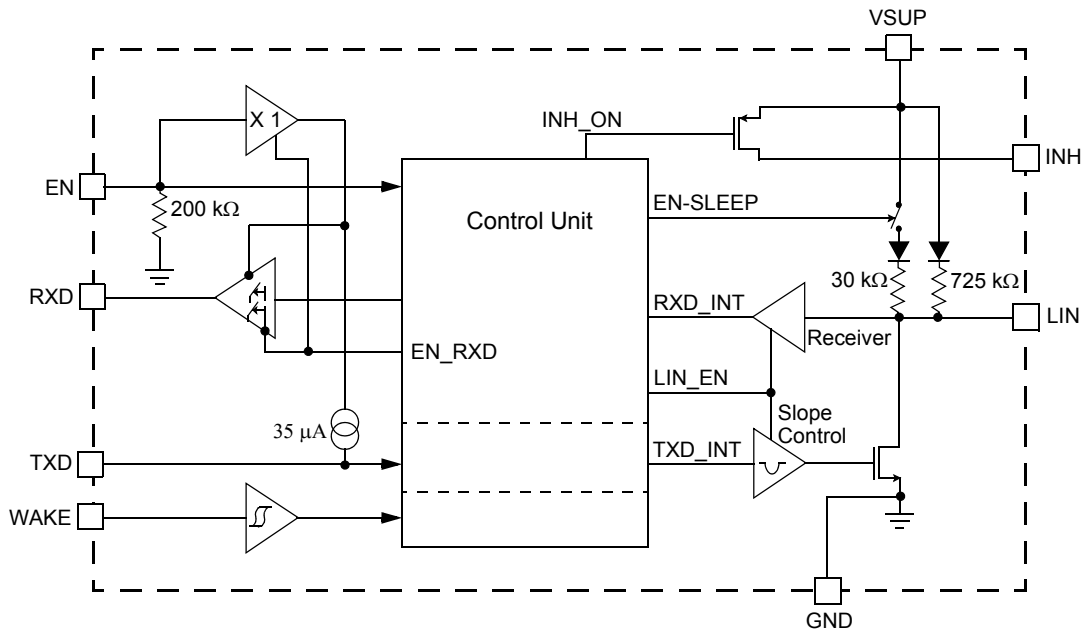 VSUP
X 1
INH_ON
INH
EN
200 kΩ
Control Unit
EN-SLEEP
30 kΩ
725 kΩ
RXD
RXD_INT
LIN
Receiver
EN_RXD
LIN_EN
35 μA
Slope
Control
TXD
TXD_INT
WAKE
GND